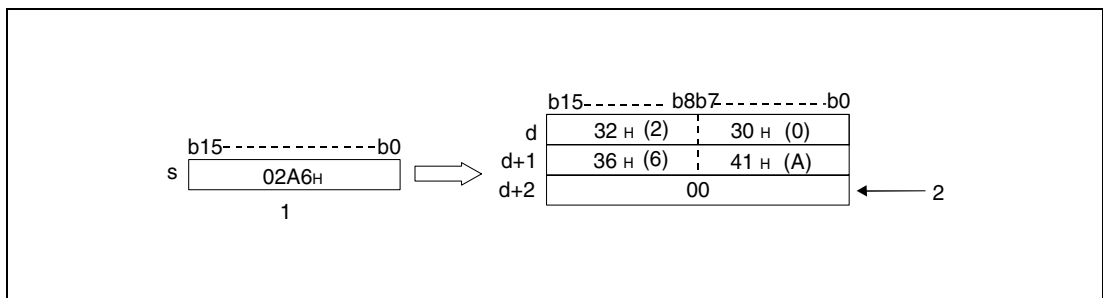 b15 b8b7 b0
d 32 H (2) 30 H (0)
b15 b0
d+1 36 H (6) 41 H (A)
s 02A6H
d+2 00 2
1